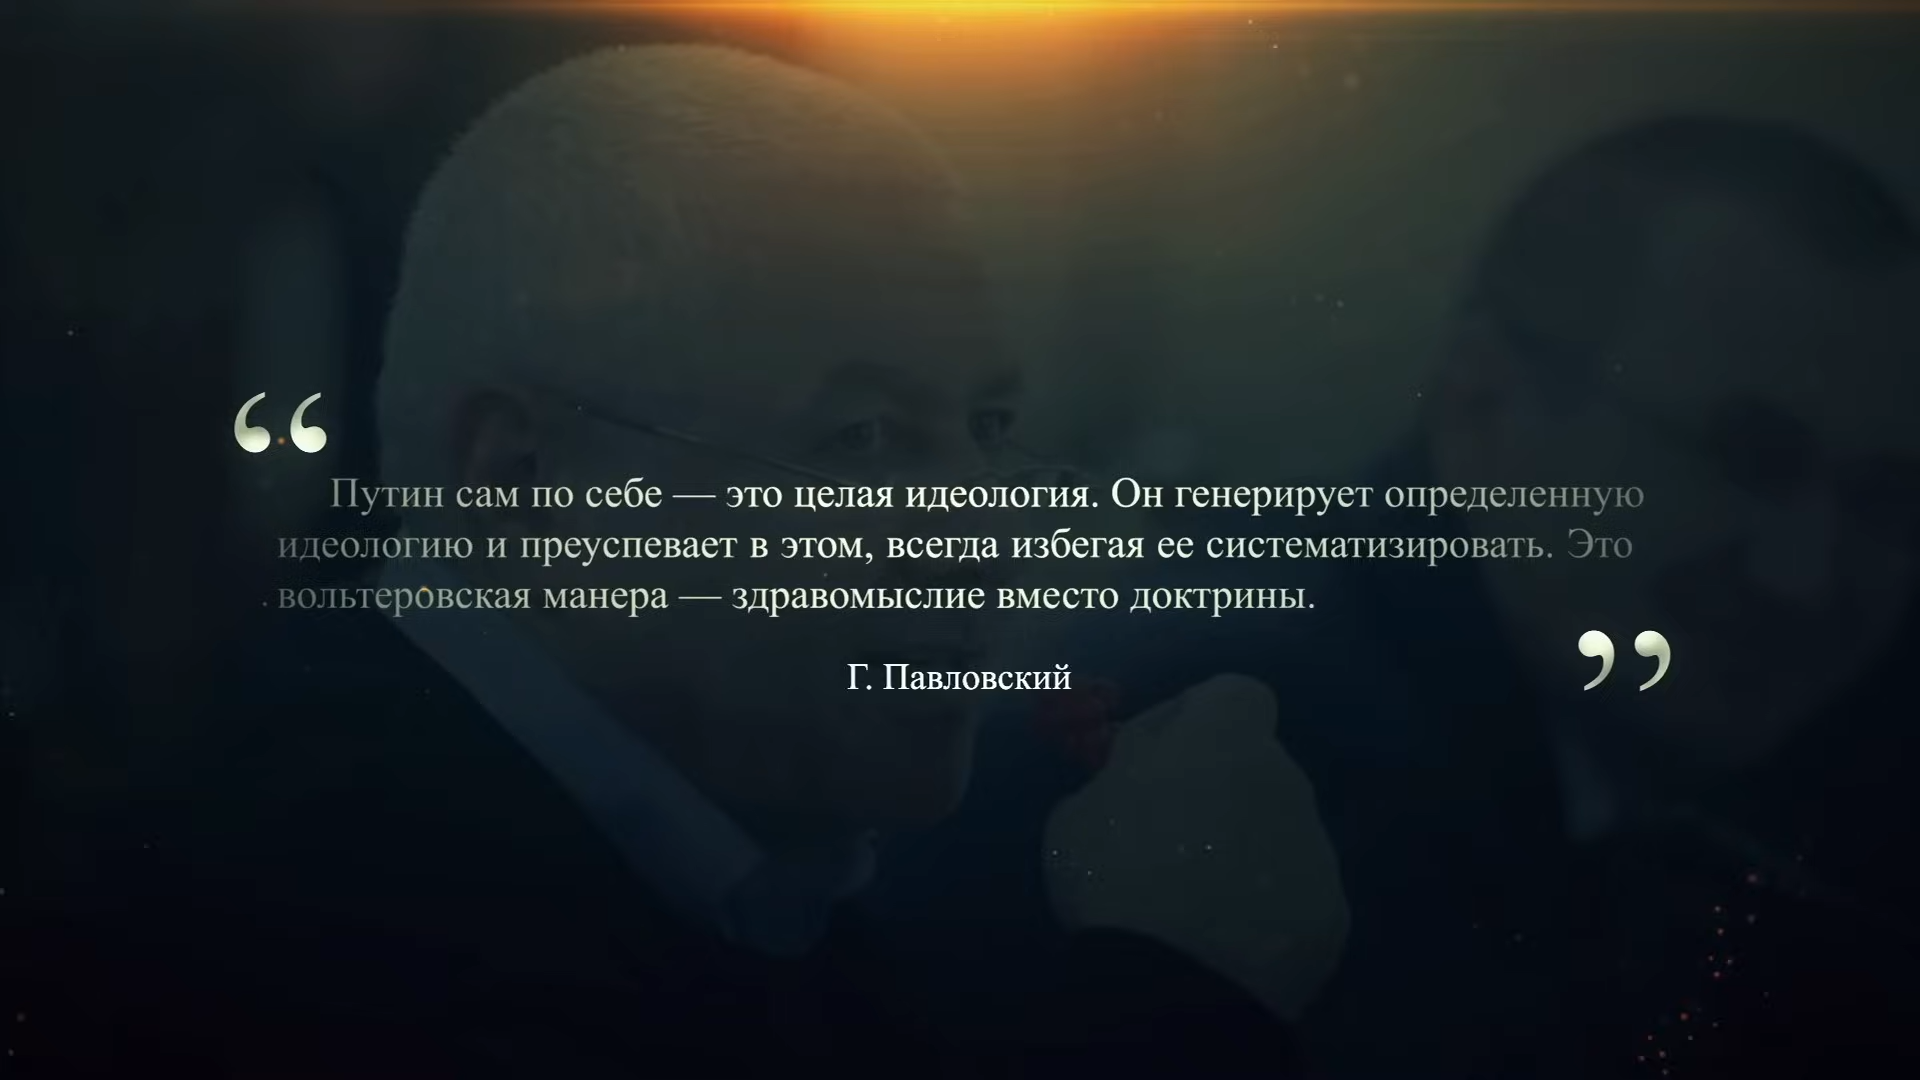 “
Путин сам по себе — это целая идеология. Он генерирует определенную
идеологию и преуспевает в этом, всегда избегая ее систематизировать. Это
вольтеровская манера — здравомыслие вместо доктрины.
”
Г. Павловский